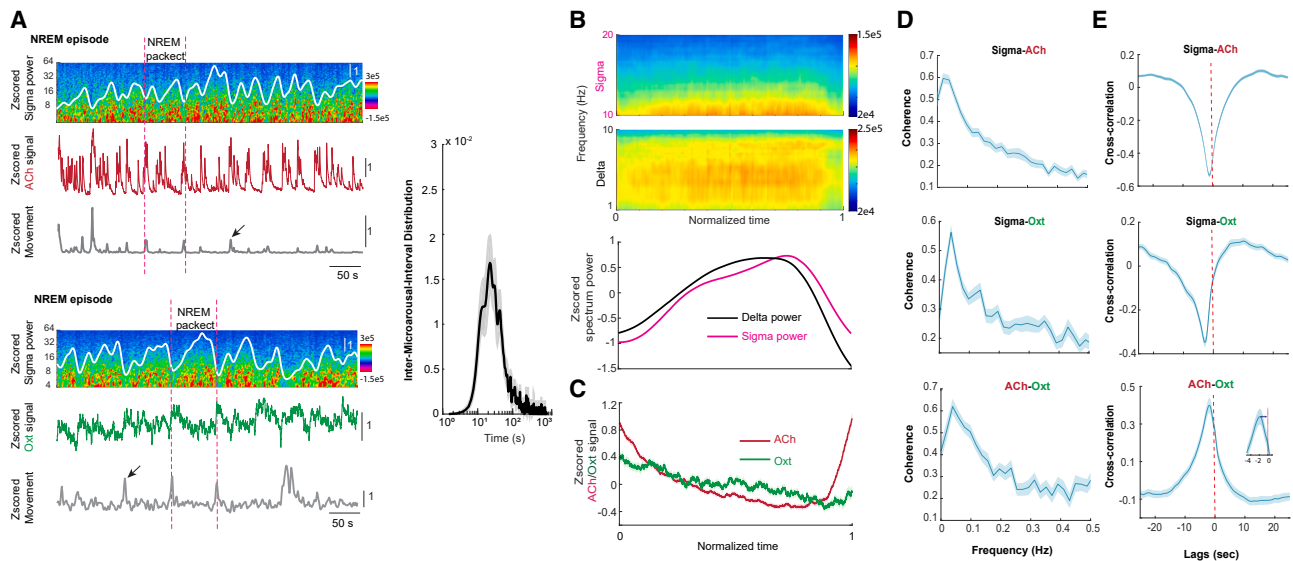 A
NREM episode
NREM
packect
Zscored
Sigma power
64
32
16
8
1
3e5
-1.5e5
Zscored
ACh signal
1
Zscored
Movement
1
50 s
NREM episode
NREM
packect
Zscored
Sigma power
64
32
16
8
4
1
3e5
-1.5e5
Zscored
Oxt signal
1
Zscored
Movement
1
50 s
Inter-Microarousal-Interval Distribution
×10⁻²
3
2.5
2
1.5
1
0.5
0
10⁰ 10¹ 10² 10³
Time (s)
B
Frequency (Hz)
Sigma
20
10
1.5e5
2e4
Delta
10
1
2.5e5
2e4
0 Normalized time 1
Zscored
spectrum power
1
0.5
0
-0.5
-1
-1.5
Delta power
Sigma power
C
Zscored
ACh/Oxt signal
0.8
0.4
0
-0.4
ACh
Oxt
0 1
Normalized time
D
Sigma-ACh
Coherence
0.7
0.6
0.5
0.4
0.3
0.2
0.1
Sigma-Oxt
Coherence
0.6
0.5
0.4
0.3
0.2
ACh-Oxt
Coherence
0.7
0.6
0.5
0.4
0.3
0.2
0.1
0 0.1 0.2 0.3 0.4 0.5
Frequency (Hz)
E
Sigma-ACh
Cross-correlation
0.2
0
-0.2
-0.4
-0.6
Sigma-Oxt
Cross-correlation
0.2
0
-0.2
-0.4
ACh-Oxt
Cross-correlation
0.5
0.3
0.1
-0.1
-4 -2 0
-20 -10 0 10 20
Lags (sec)